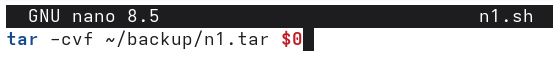 GNU nano 8.5 n1.sh
tar -cvf ~/backup/n1.tar $0